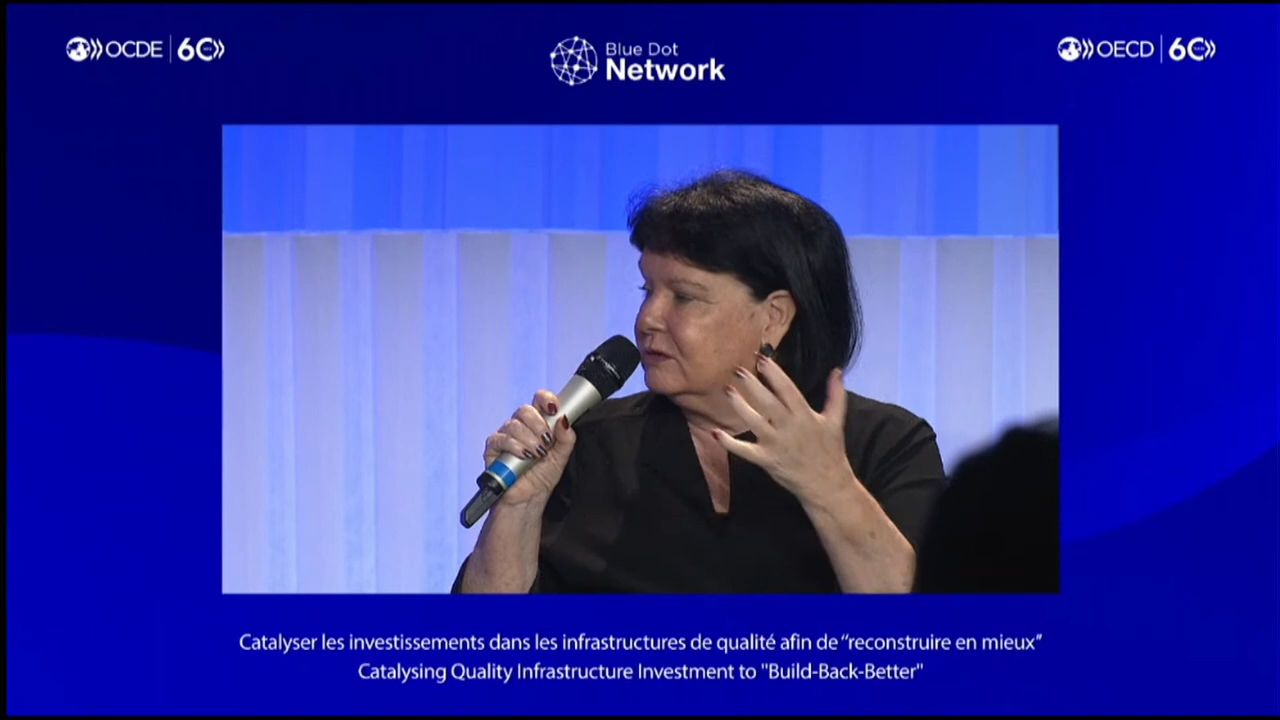 OCDE | 60
Blue Dot
Network
OECD | 60
Catalyser les investissements dans les infrastructures de qualité afin de “reconstruire en mieux”
Catalysing Quality Infrastructure Investment to "Build-Back-Better"